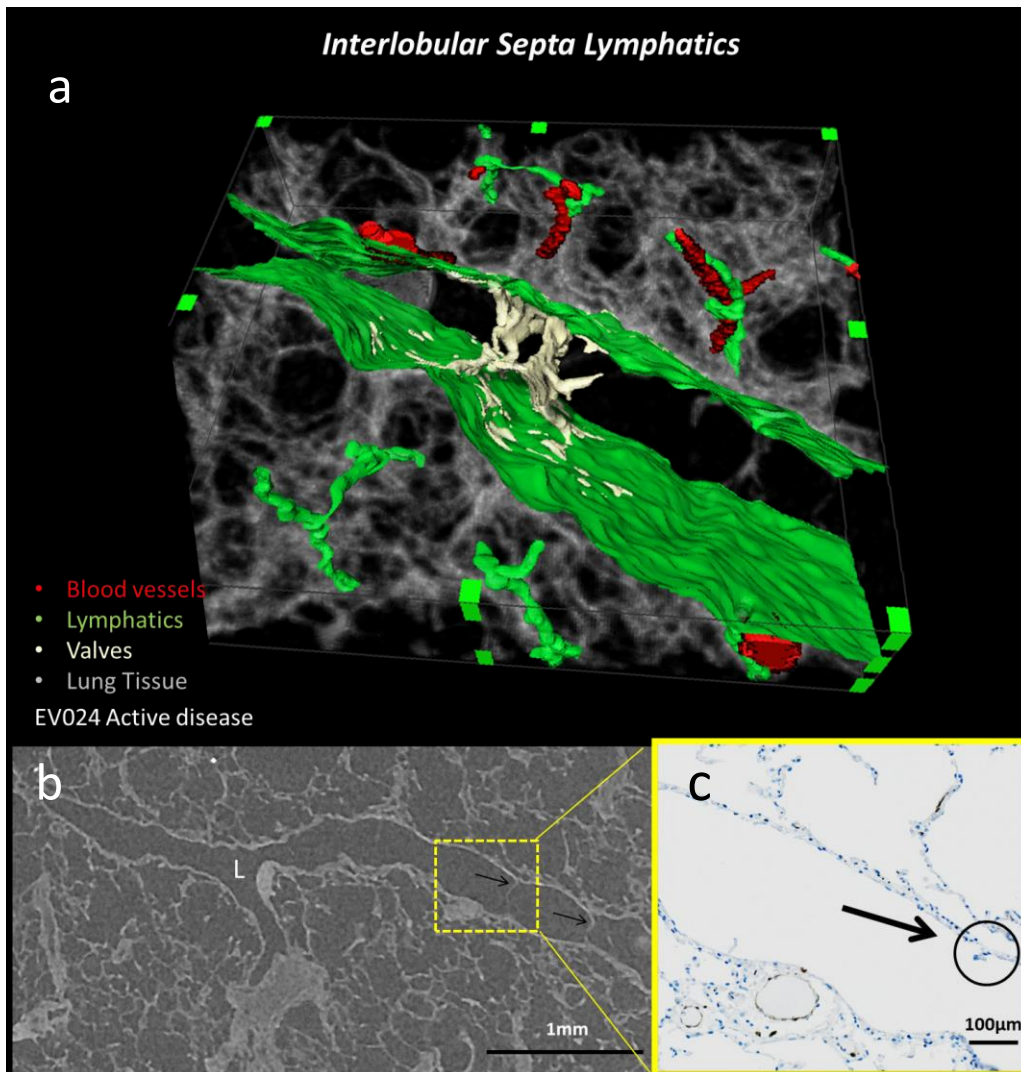 Interlobular Septa Lymphatics
a
• Blood vessels
• Lymphatics
• Valves
• Lung Tissue
EV024 Active disease
b
L
1mm
c
100µm